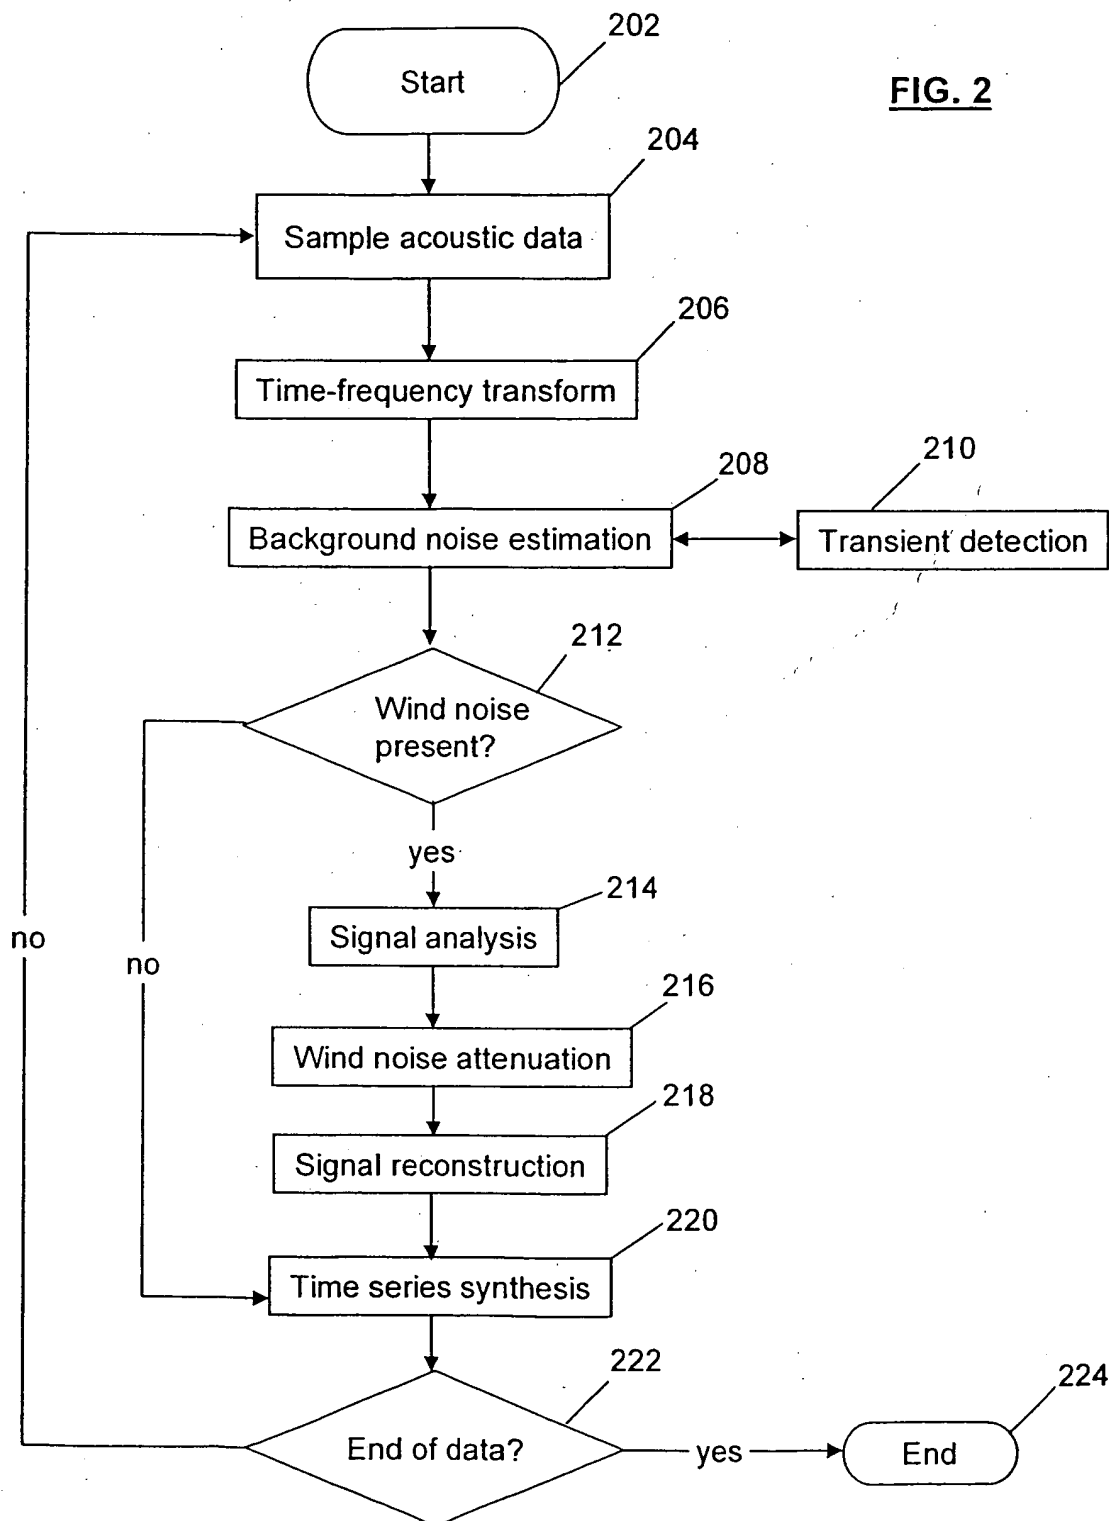 202
Start
FIG. 2
204
Sample acoustic data
206
Time-frequency transform
208
210
Background noise estimation
Transient detection
212
Wind noise
present?
yes
214
no
no
Signal analysis
216
Wind noise attenuation
218
Signal reconstruction
220
Time series synthesis
222
224
End of data?
yes
End